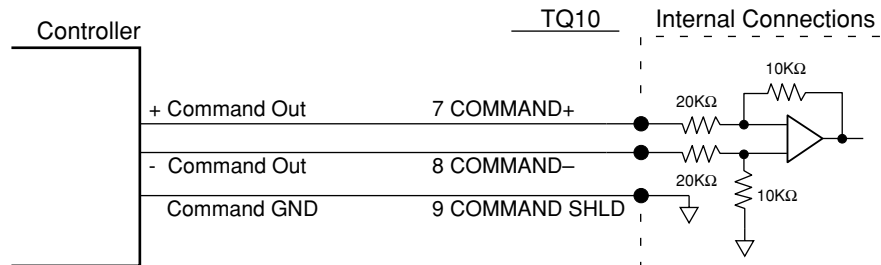 TQ10
Internal Connections
Controller
10KΩ
20KΩ
+ Command Out
7 COMMAND+
- Command Out
8 COMMAND–
20KΩ
10KΩ
Command GND
9 COMMAND SHLD